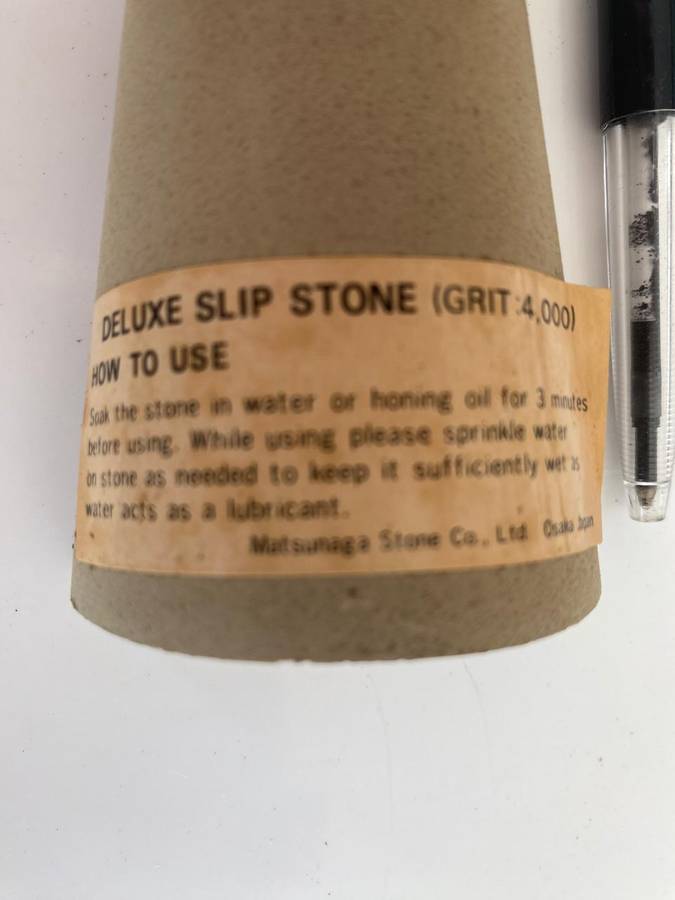 DELUXE SLIP STONE (GRIT:4,000)
HOW TO USE
Soak the stone in water or honing oil for 3 minutes
before using. While using please sprinkle water
on stone as needed to keep it sufficiently wet as
water acts as a lubricant.
Matsunaga Stone Co., Ltd. Osaka Japan